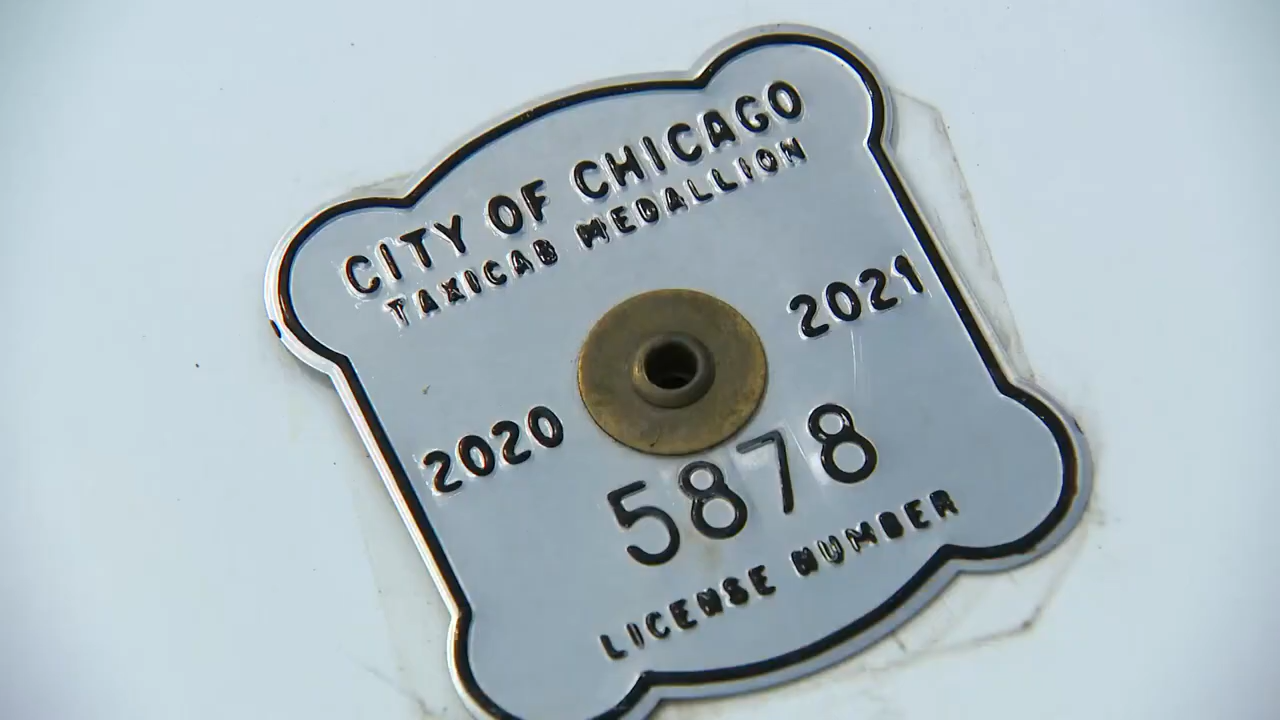 CITY OF CHICAGO
TAXICAB MEDALLION
2020 2021
5878
LICENSE NUMBER